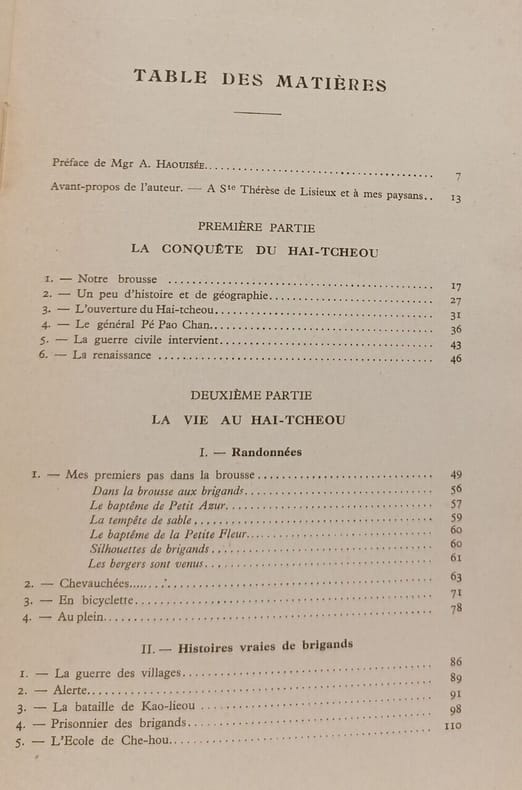 TABLE DES MATIÈRES
Préface de Mgr A. HAOUISÉE.......... 7
Avant-propos de l'auteur. — A Ste Thérèse de Lisieux et à mes paysans.. 13
PREMIÈRE PARTIE
LA CONQUÊTE DU HAI-TCHEOU
1. — Notre brousse .......... 17
2. — Un peu d'histoire et de géographie.......... 27
3. — L'ouverture du Hai-tcheou.......... 31
4. — Le général Pé Pao Chan.......... 36
5. — La guerre civile intervient.......... 43
6. — La renaissance .......... 46
DEUXIÈME PARTIE
LA VIE AU HAI-TCHEOU
I. — Randonnées
1. — Mes premiers pas dans la brousse.......... 49
Dans la brousse aux brigands.......... 56
Le baptême de Petit Azur.......... 57
La tempête de sable.......... 59
Le baptême de la Petite Fleur.......... 60
Silhouettes de brigands.......... 60
Les bergers sont venus.......... 61
2. — Chevauchées.......... 63
3. — En bicyclette.......... 71
4. — Au plein.......... 78
II. — Histoires vraies de brigands
1. — La guerre des villages.......... 86
2. — Alerte.......... 89
3. — La bataille de Kao-lieou .......... 91
4. — Prisonnier des brigands.......... 98
5. — L'Ecole de Che-hou.......... 110